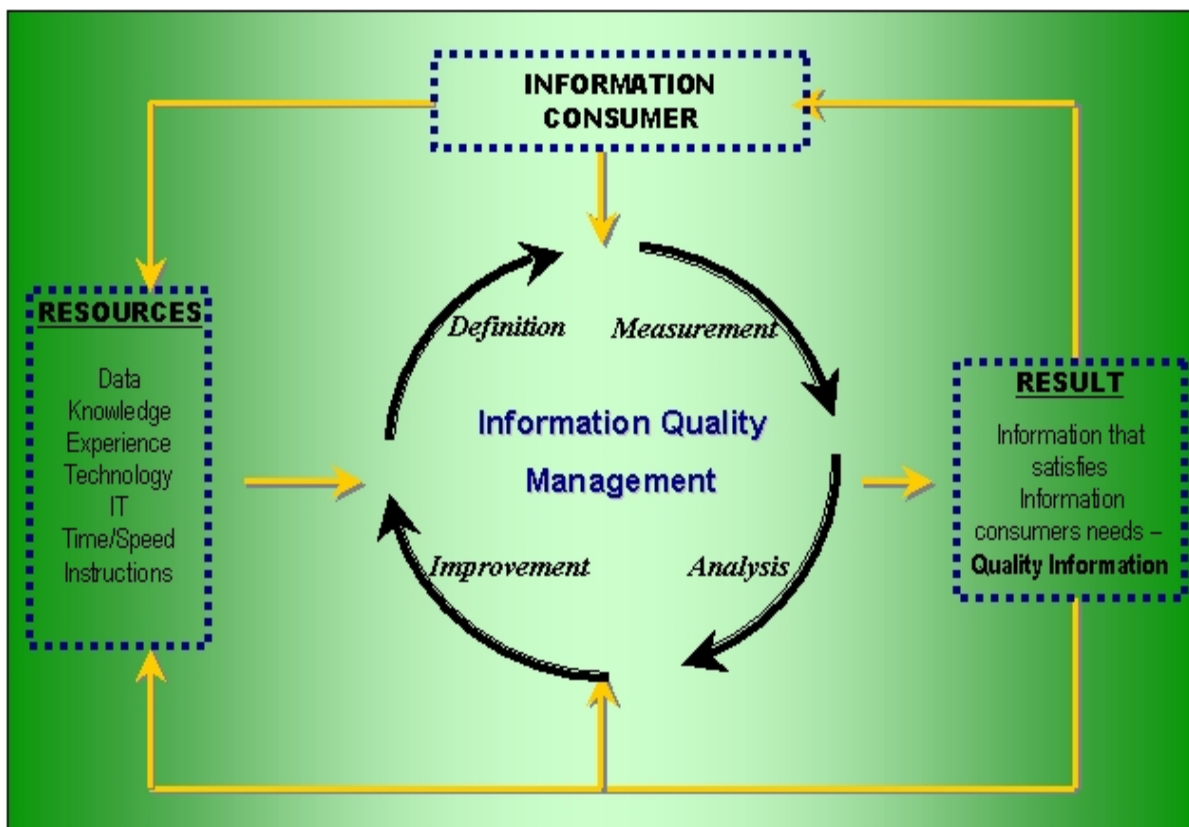 INFORMATION
CONSUMER
RESOURCES
Data
Knowledge
Experience
Technology
IT
Time/Speed
Instructions
Definition
Measurement
Information Quality
Management
Improvement
Analysis
RESULT
Information that
satisfies
Information
consumers needs –
Quality Information